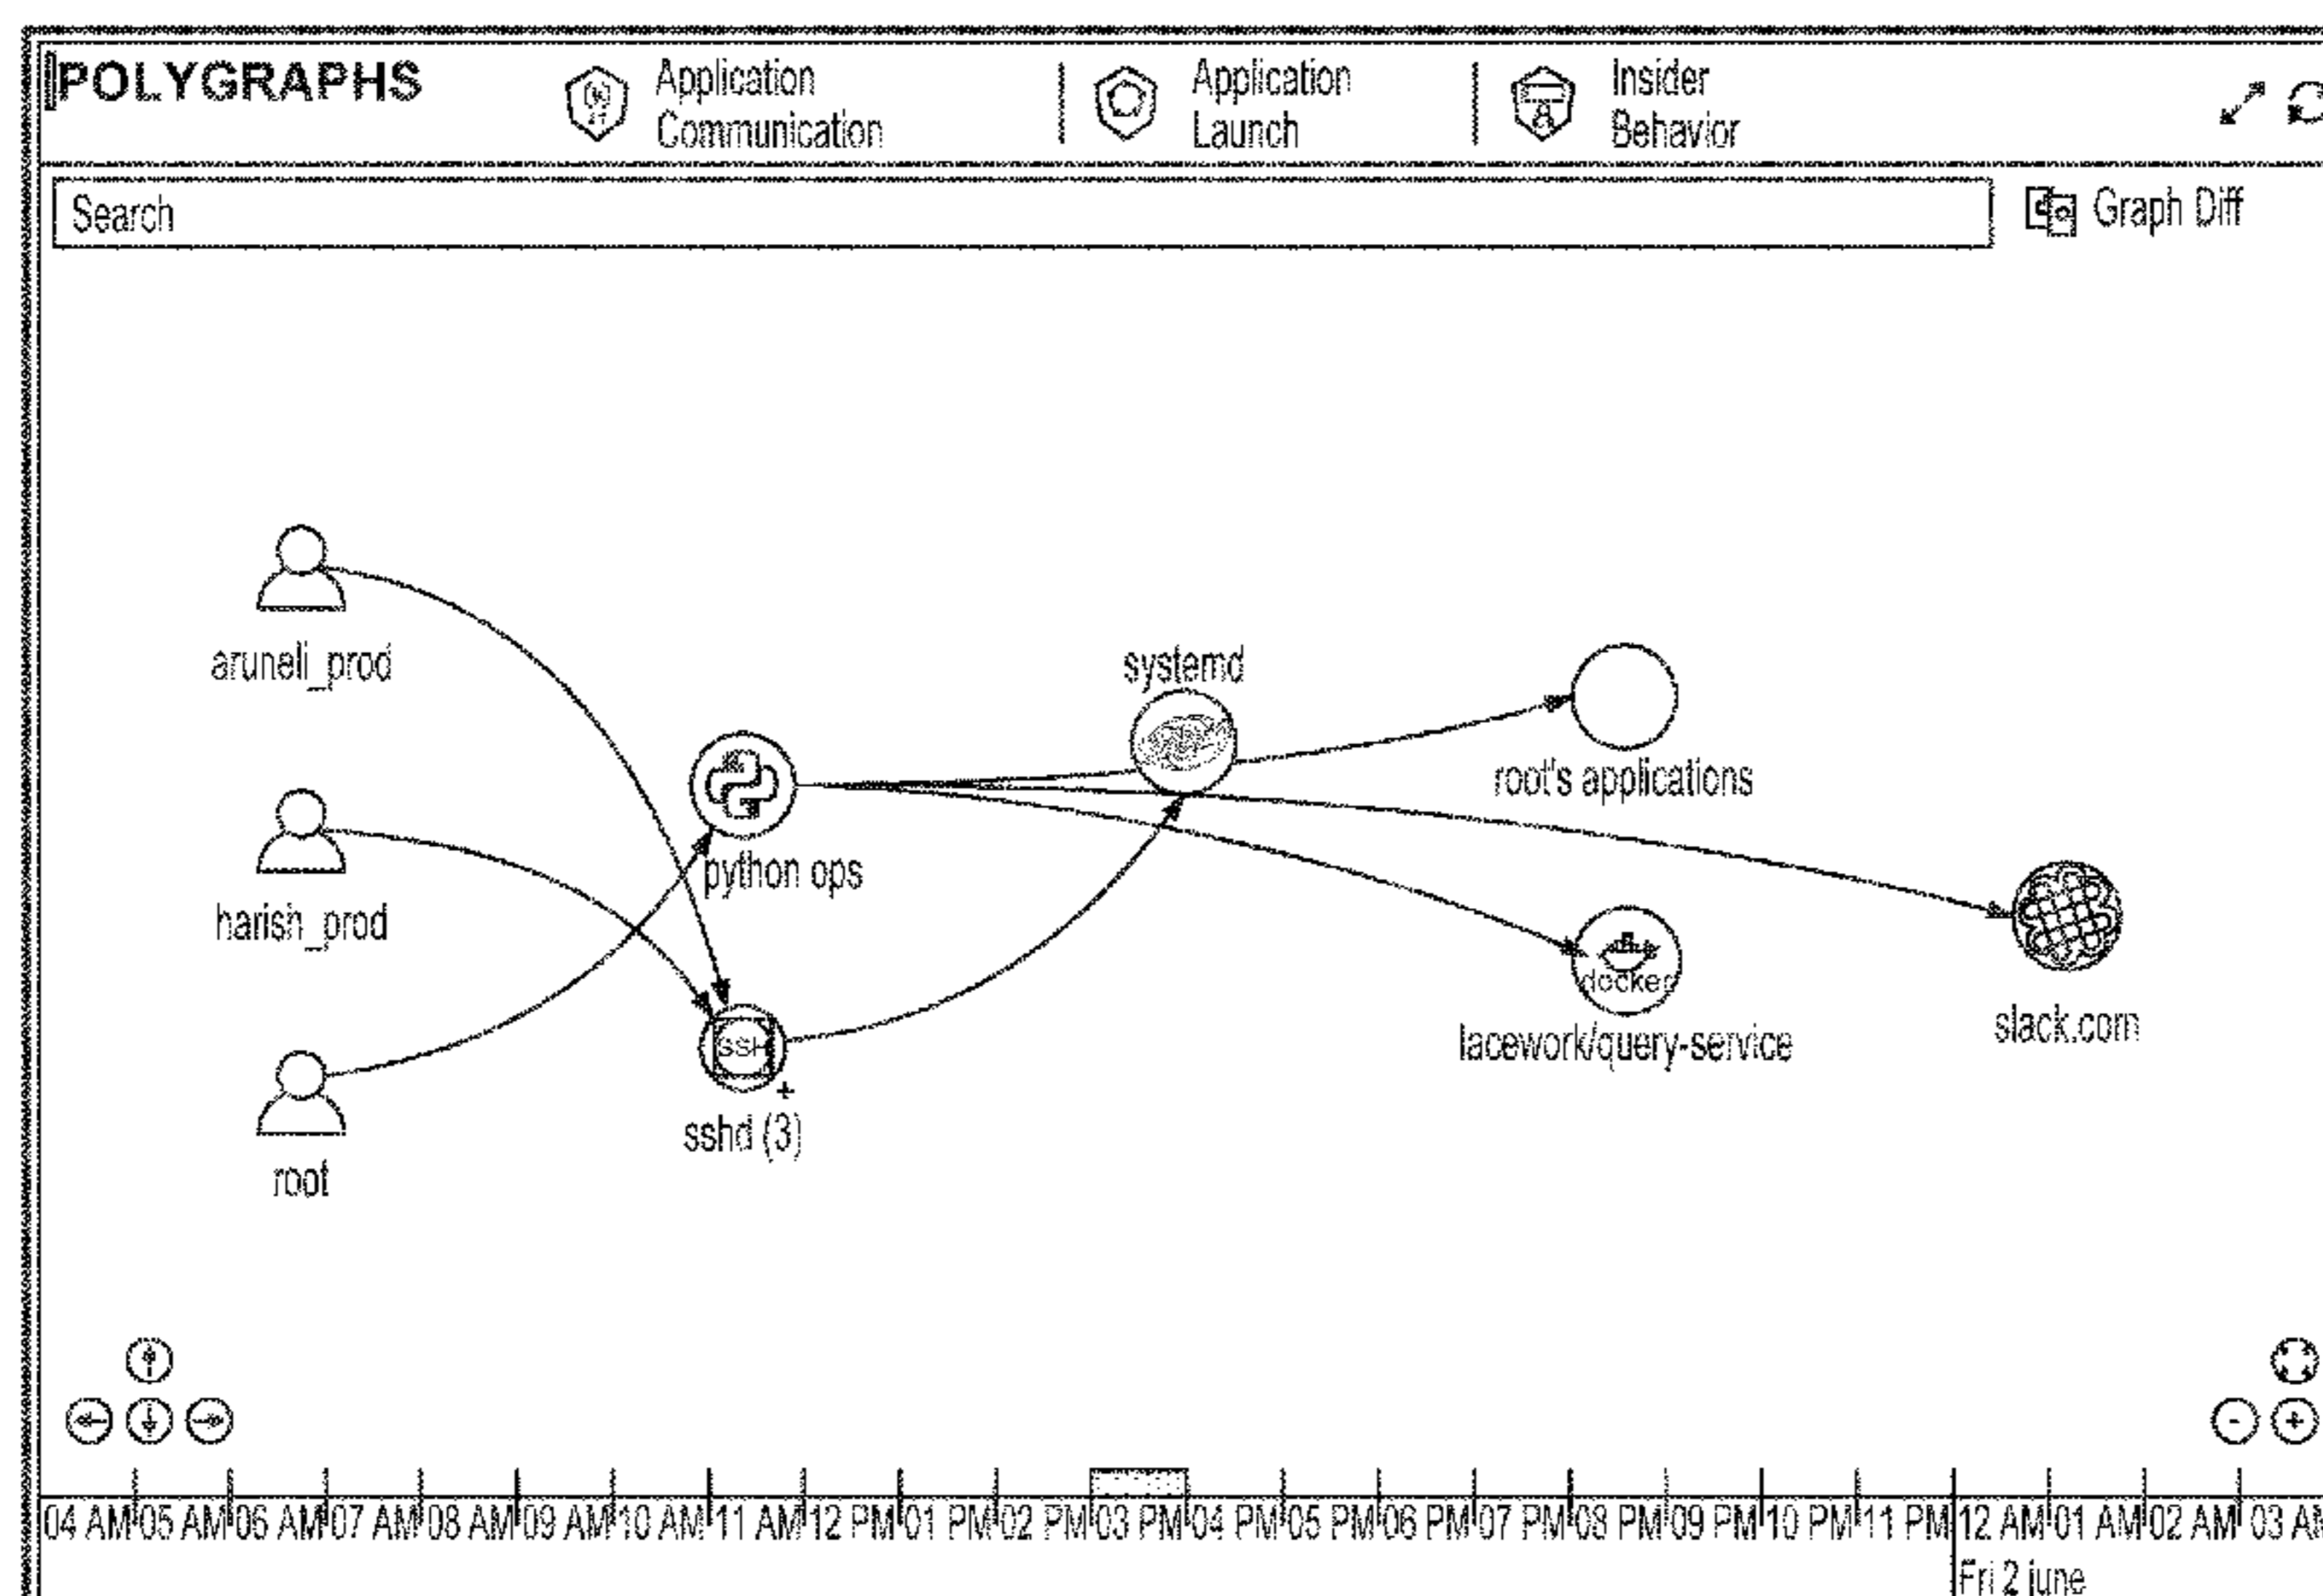 POLYGRAPHS
Application
Communication
Application
Launch
Insider
Behavior
Search
Graph Diff
aruneli_prod
systemd
root's applications
python ops
harish_prod
docker
lacework/query-service
slack.com
SSH
+
sshd (3)
root
- +
04 AM 05 AM 06 AM 07 AM 08 AM 09 AM 10 AM 11 AM 12 PM 01 PM 02 PM 03 PM 04 PM 05 PM 06 PM 07 PM 08 PM 09 PM 10 PM 11 PM 12 AM 01 AM 02 AM 03 AM
Fri 2 june